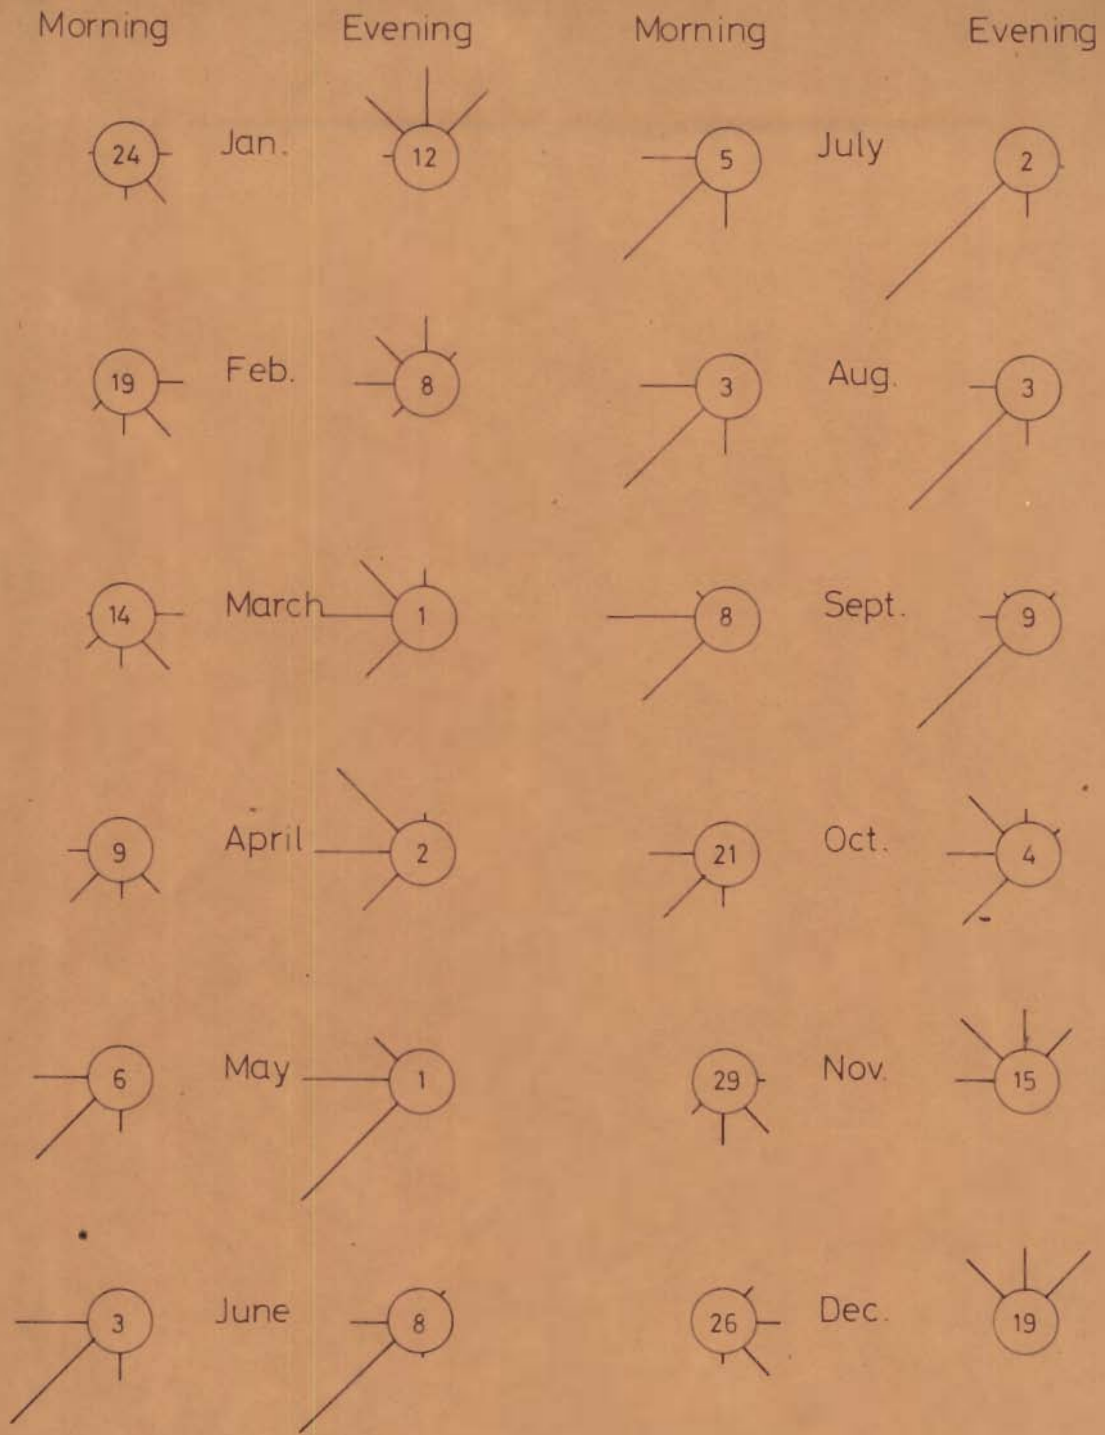 Morning Evening Morning Evening
24 Jan. 12 5 July 2
19 Feb. 8 3 Aug. 3
14 March 1 8 Sept. 9
9 April 2 21 Oct. 4
6 May 1 29 Nov. 15
3 June 8 26 Dec. 19